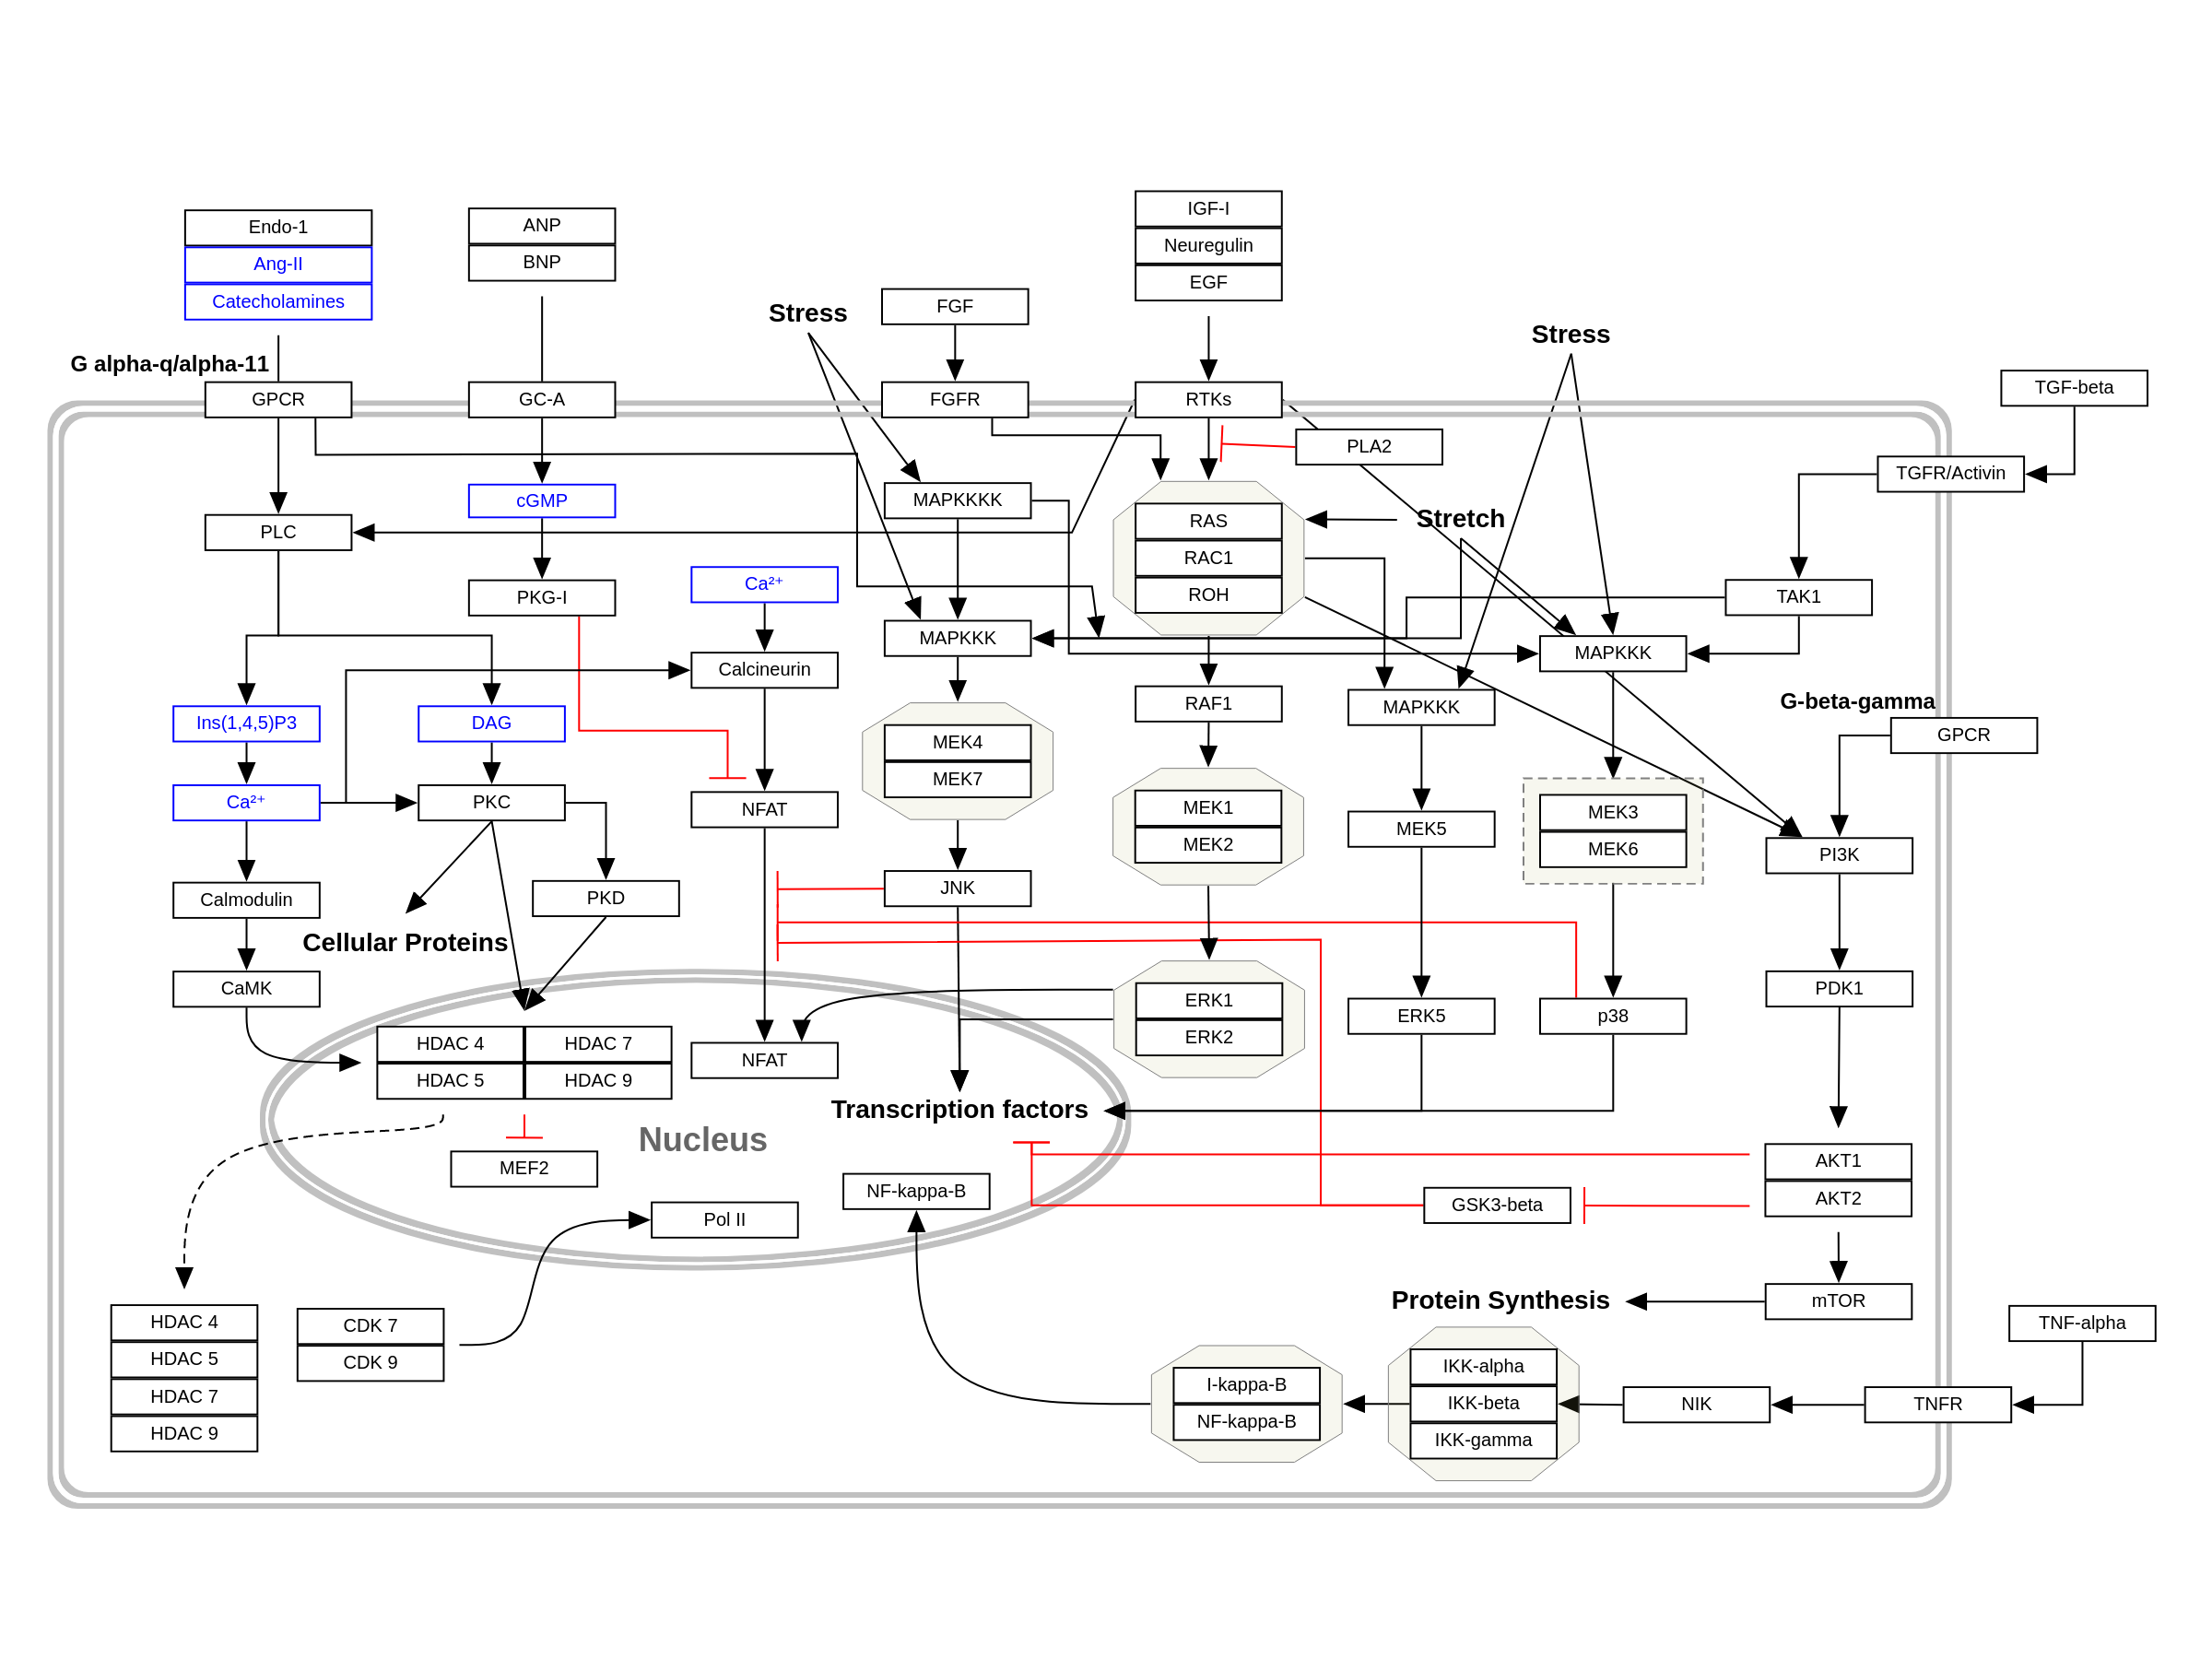 IGF-I
Neuregulin
EGF
Endo-1
Ang-II
Catecholamines
ANP
BNP
Stress
FGF
Stress
G alpha-q/alpha-11
GPCR
GC-A
FGFR
RTKs
TGF-beta
PLA2
TGFR/Activin
cGMP
MAPKKKK
PLC
RAS
RAC1
ROH
Stretch
PKG-I
Ca²⁺
TAK1
MAPKKK
Calcineurin
MAPKKK
RAF1
MAPKKK
G-beta-gamma
GPCR
Ins(1,4,5)P3
DAG
MEK4
MEK7
Ca²⁺
PKC
NFAT
MEK1
MEK2
MEK5
MEK3
MEK6
PI3K
Calmodulin
PKD
JNK
Cellular Proteins
CaMK
ERK1
ERK2
ERK5
p38
PDK1
HDAC 4
HDAC 7
HDAC 5
HDAC 9
NFAT
Transcription factors
Nucleus
MEF2
AKT1
AKT2
NF-kappa-B
GSK3-beta
Pol II
Protein Synthesis
mTOR
HDAC 4
HDAC 5
HDAC 7
HDAC 9
CDK 7
CDK 9
TNF-alpha
I-kappa-B
NF-kappa-B
IKK-alpha
IKK-beta
IKK-gamma
NIK
TNFR